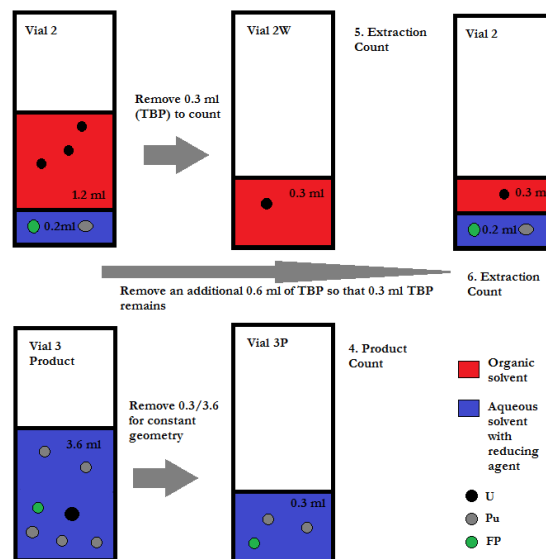 Vial 2
Vial 2W
5. Extraction
Count
Vial 2
Remove 0.3 ml
(TBP) to count
1.2 ml
0.3 ml
0.3 ml
0.2ml
0.2 ml
Remove an additional 0.6 ml of TBP so that 0.3 ml TBP
remains
6. Extraction
Count
Vial 3
Product
Vial 3P
4. Product
Count
Remove 0.3/3.6
for constant
geometry
3.6 ml
0.3 ml
Organic
solvent
Aqueous
solvent
with
reducing
agent
U
Pu
FP